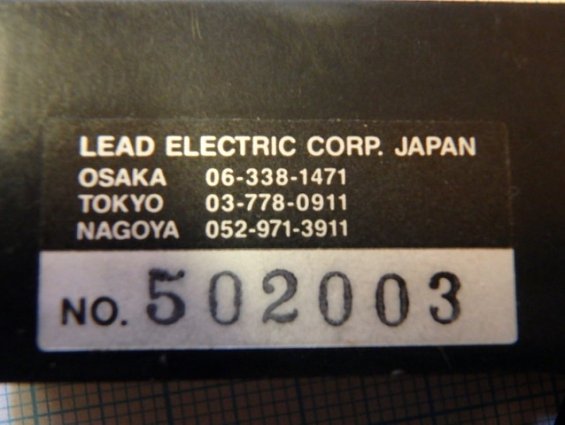 LEAD ELECTRIC CORP. JAPAN
OSAKA 06-338-1471
TOKYO 03-778-0911
NAGOYA 052-971-3911
NO. 502003